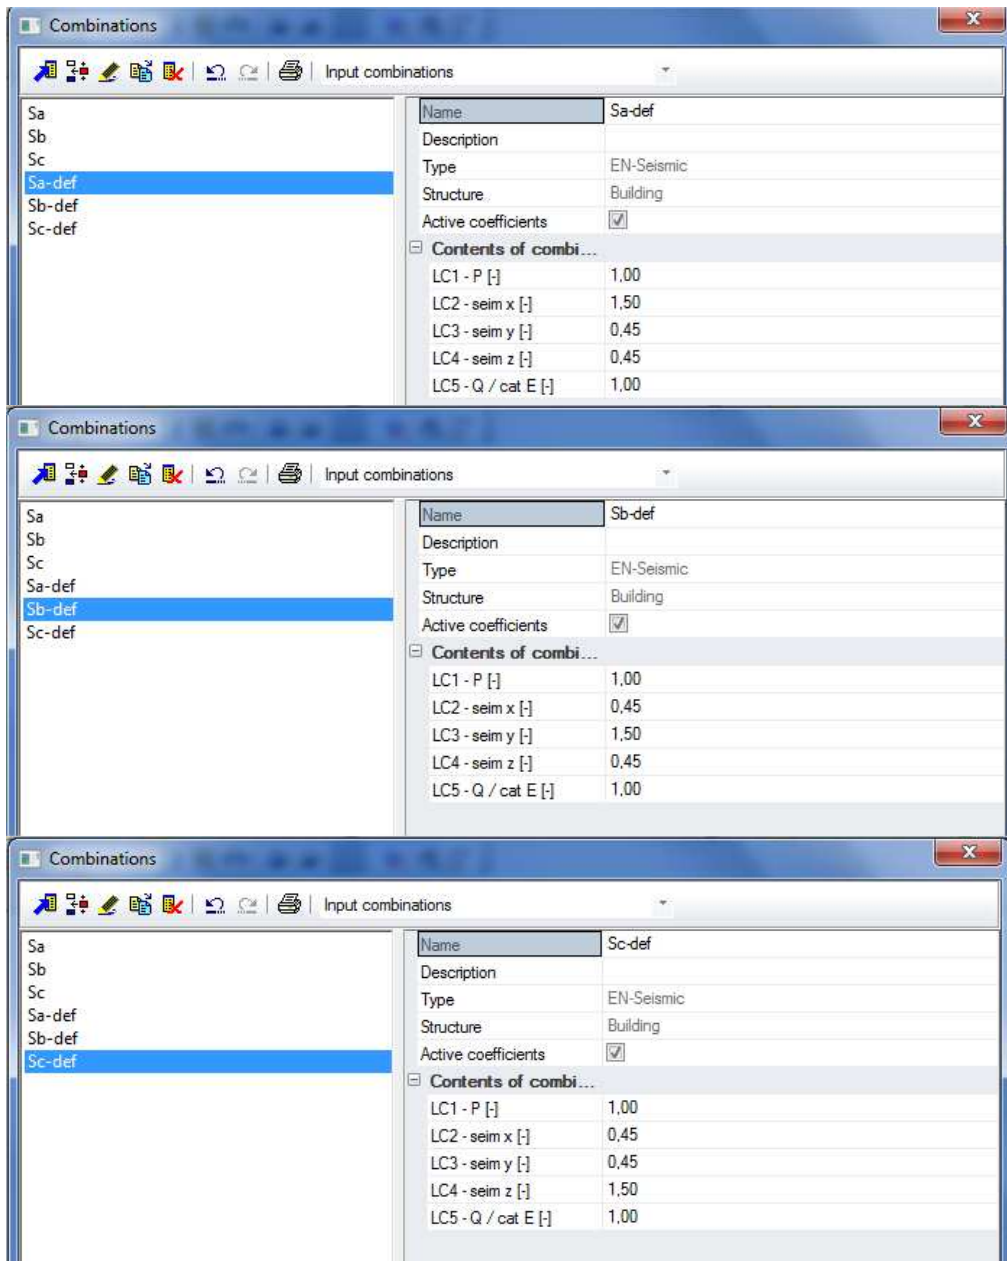 Combinations
Input combinations
Sa
Sb
Sc
Sa-def
Sb-def
Sc-def
Name Sa-def
Description
Type EN-Seismic
Structure Building
Active coefficients
Contents of combi...
LC1 - P [-] 1,00
LC2 - seim x [-] 1,50
LC3 - seim y [-] 0,45
LC4 - seim z [-] 0,45
LC5 - Q / cat E [-] 1,00
Combinations
Input combinations
Sa
Sb
Sc
Sa-def
Sb-def
Sc-def
Name Sb-def
Description
Type EN-Seismic
Structure Building
Active coefficients
Contents of combi...
LC1 - P [-] 1,00
LC2 - seim x [-] 0,45
LC3 - seim y [-] 1,50
LC4 - seim z [-] 0,45
LC5 - Q / cat E [-] 1,00
Combinations
Input combinations
Sa
Sb
Sc
Sa-def
Sb-def
Sc-def
Name Sc-def
Description
Type EN-Seismic
Structure Building
Active coefficients
Contents of combi...
LC1 - P [-] 1,00
LC2 - seim x [-] 0,45
LC3 - seim y [-] 0,45
LC4 - seim z [-] 1,50
LC5 - Q / cat E [-] 1,00